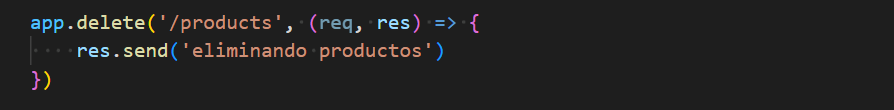 app.delete('/products', (req, res) => {
    res.send('eliminando productos')
})